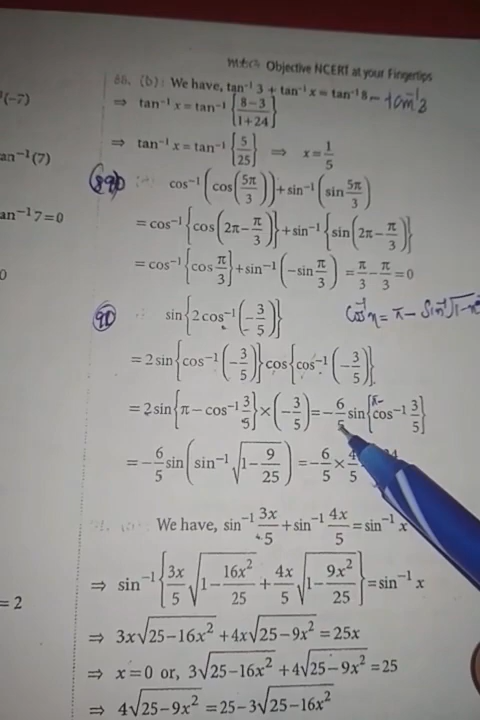 Objective NCERT at your Fingertips
88. (b): We have, tan⁻¹ 3 + tan⁻¹ x = tan⁻¹ 8 - tan⁻¹3
⇒ tan⁻¹ x = tan⁻¹ {(8−3)/(1+24)}
⇒ tan⁻¹ x = tan⁻¹ {5/25} ⇒ x = 1/5
cos⁻¹(cos(5π/3)) + sin⁻¹(sin 5π/3)
= cos⁻¹{cos(2π − π/3)} + sin⁻¹{sin(2π − π/3)}
= cos⁻¹{cos π/3} + sin⁻¹(−sin π/3) = π/3 − π/3 = 0
90
sin{2cos⁻¹(−3/5)}
cos⁻¹x = π − sin⁻¹√1−x²
= 2 sin{cos⁻¹(−3/5)} cos{cos⁻¹(−3/5)}
= 2 sin{π − cos⁻¹ 3/5} × (−3/5) = −6/5 sin{cos⁻¹ 3/5}
π−
= −6/5 sin(sin⁻¹ √(1 − 9/25)) = −6/5 × 4/5
We have, sin⁻¹ 3x/5 + sin⁻¹ 4x/5 = sin⁻¹ x
⇒ sin⁻¹{3x/5 √(1 − 16x²/25) + 4x/5 √(1 − 9x²/25)} = sin⁻¹ x
⇒ 3x√(25−16x²) + 4x√(25−9x²) = 25x
⇒ x = 0 or, 3√(25−16x²) + 4√(25−9x²) = 25
⇒ 4√(25−9x²) = 25 − 3√(25−16x²)
(−7)
an⁻¹(7)
an⁻¹ 7 = 0
0
= 2